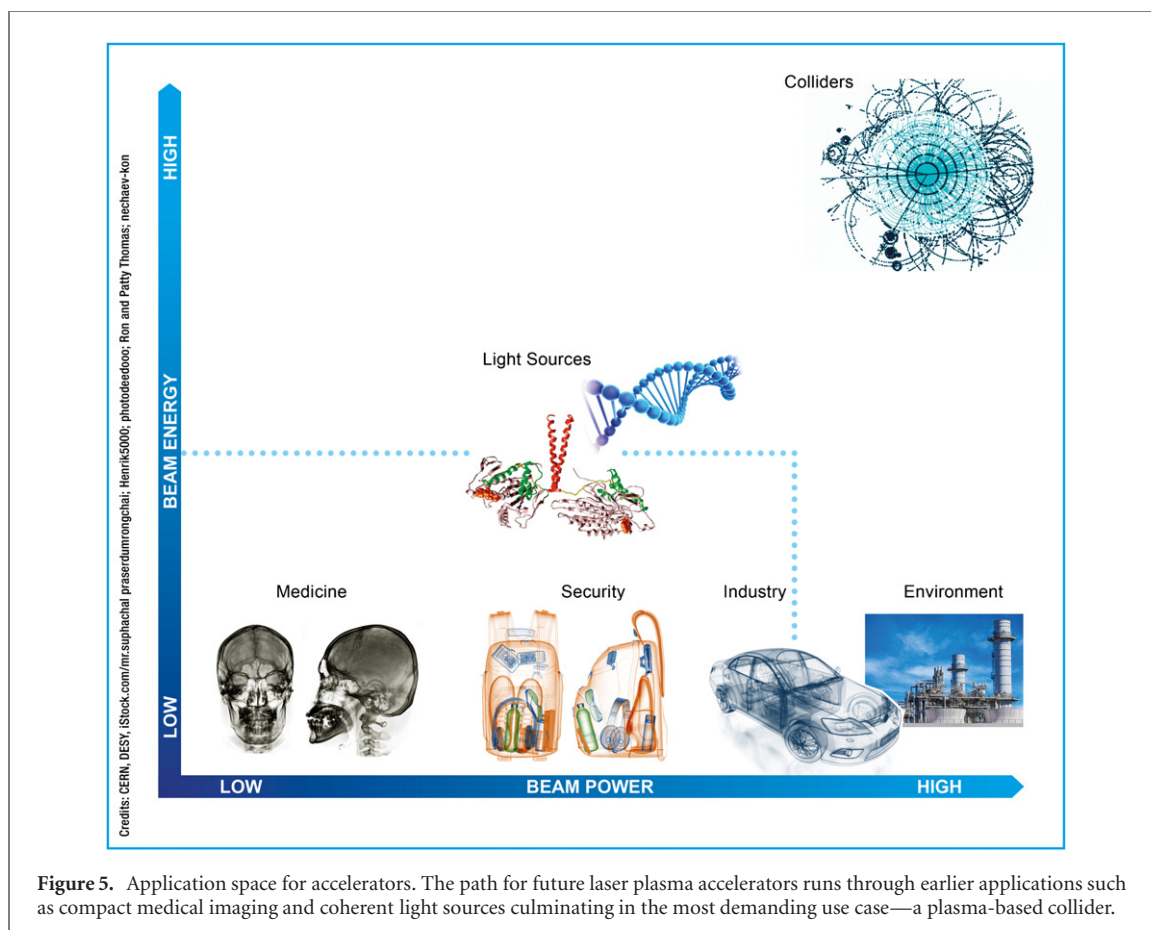 Colliders
HIGH
Credits: CERN, DESY, iStock.com/mr.suphachal praserdumrongchai; Henrik5000; photodeedooo; Ron and Patty Thomas; nechaev-kon
Light Sources
BEAM ENERGY
Medicine
Security
Industry
Environment
LOW
LOW
BEAM POWER
HIGH
Figure 5. Application space for accelerators. The path for future laser plasma accelerators runs through earlier applications such
as compact medical imaging and coherent light sources culminating in the most demanding use case—a plasma-based collider.